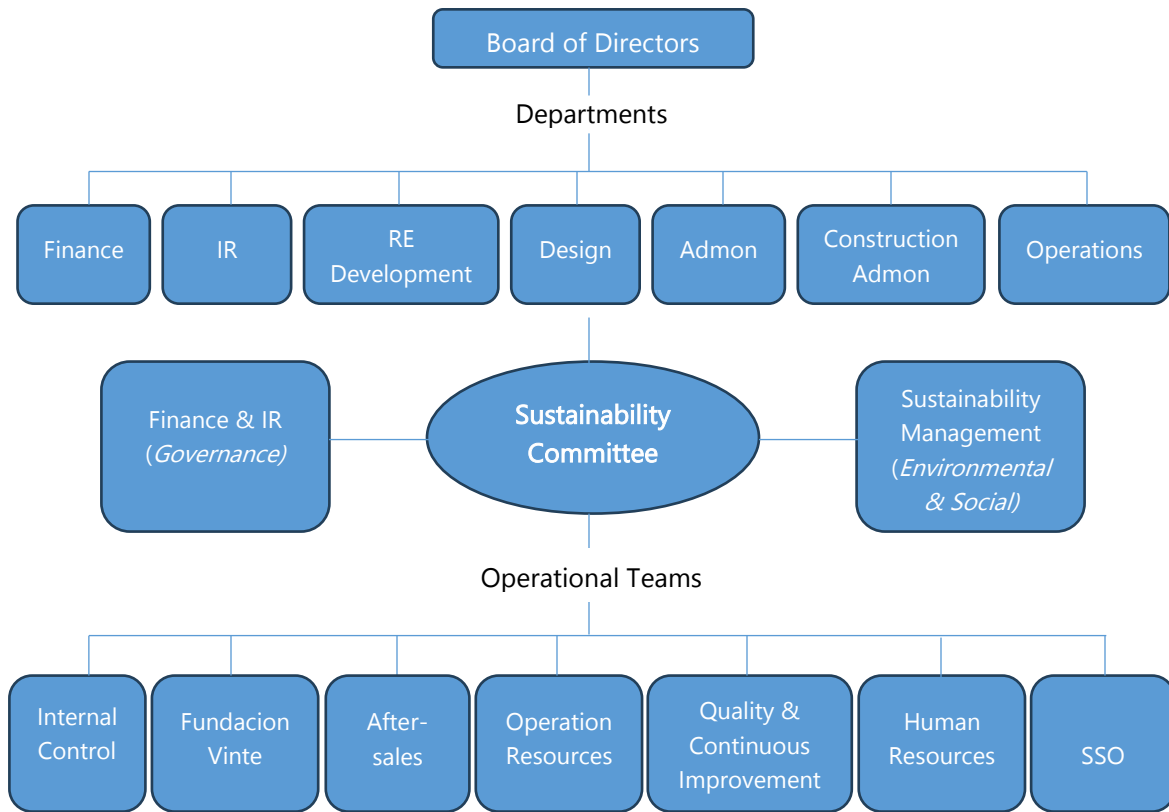 Board of Directors
Departments
Finance
IR
RE
Development
Design
Admon
Construction
Admon
Operations
Finance & IR
(Governance)
Sustainability
Committee
Sustainability
Management
(Environmental
& Social)
Operational Teams
Internal
Control
Fundacion
Vinte
After-
sales
Operation
Resources
Quality &
Continuous
Improvement
Human
Resources
SSO